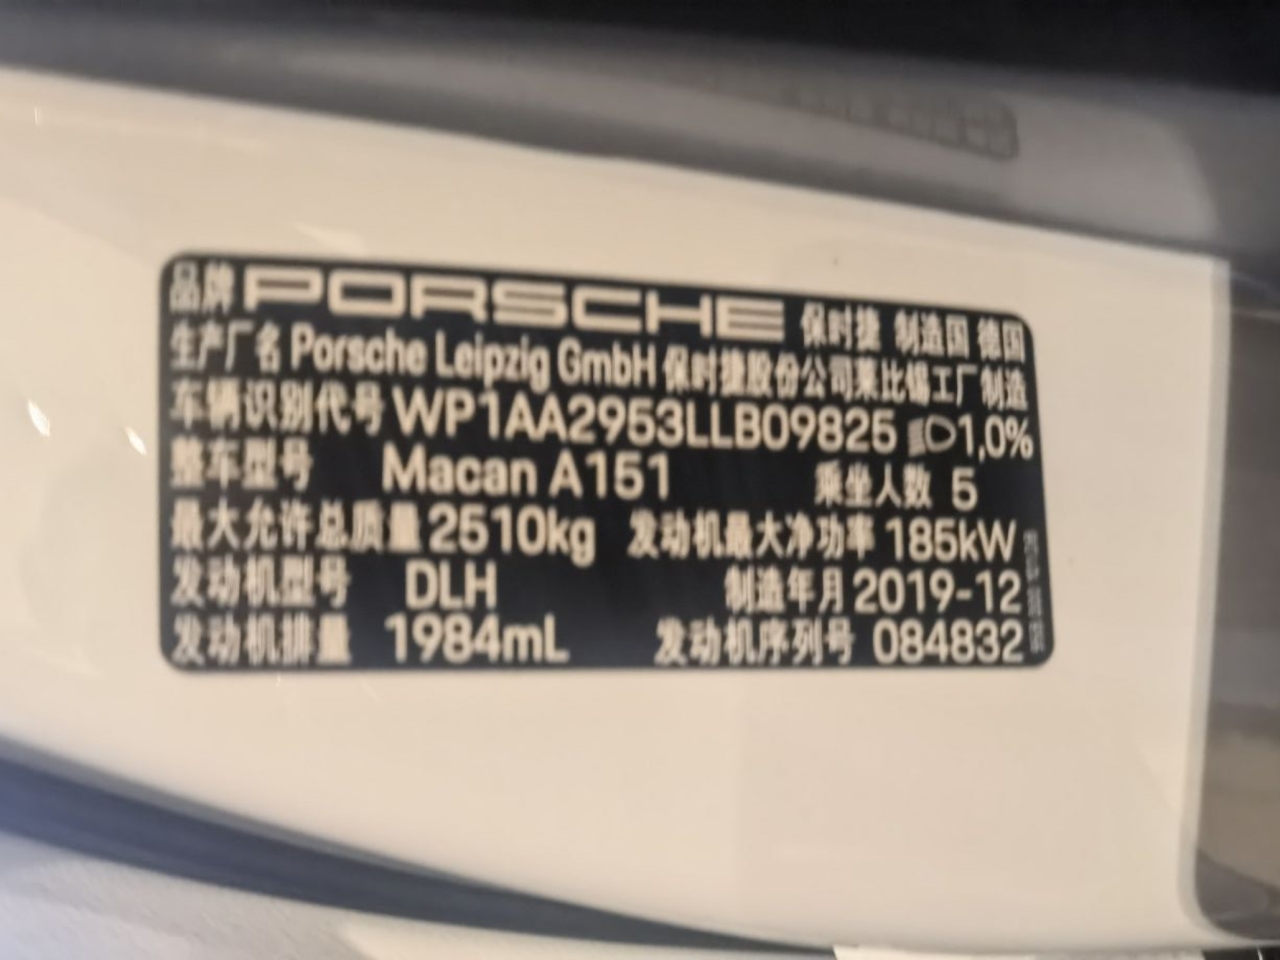 品牌 PORSCHE 保时捷 制造国 德国
生产厂名 Porsche Leipzig GmbH 保时捷股份公司莱比锡工厂制造
车辆识别代号 WP1AA2953LLB09825 1,0%
整车型号 Macan A151 乘坐人数 5
最大允许总质量 2510kg 发动机最大净功率 185kW
发动机型号 DLH 制造年月 2019-12
发动机排量 1984mL 发动机序列号 084832